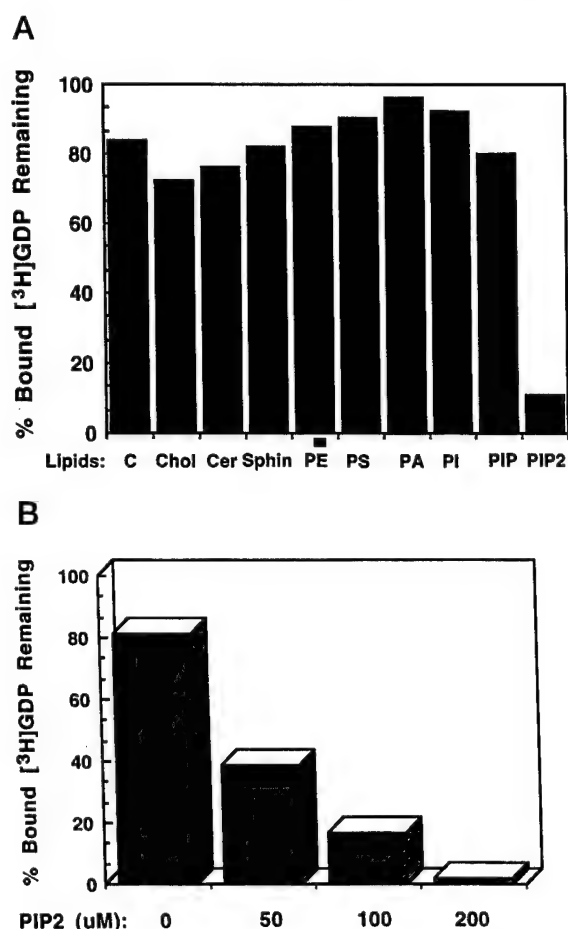 A
% Bound [³H]GDP Remaining
100
80
60
40
20
0
Lipids: C Chol Cer Sphin PE PS PA PI PIP PIP2
B
% Bound [³H]GDP Remaining
100
80
60
40
20
0
PIP2 (uM): 0 50 100 200